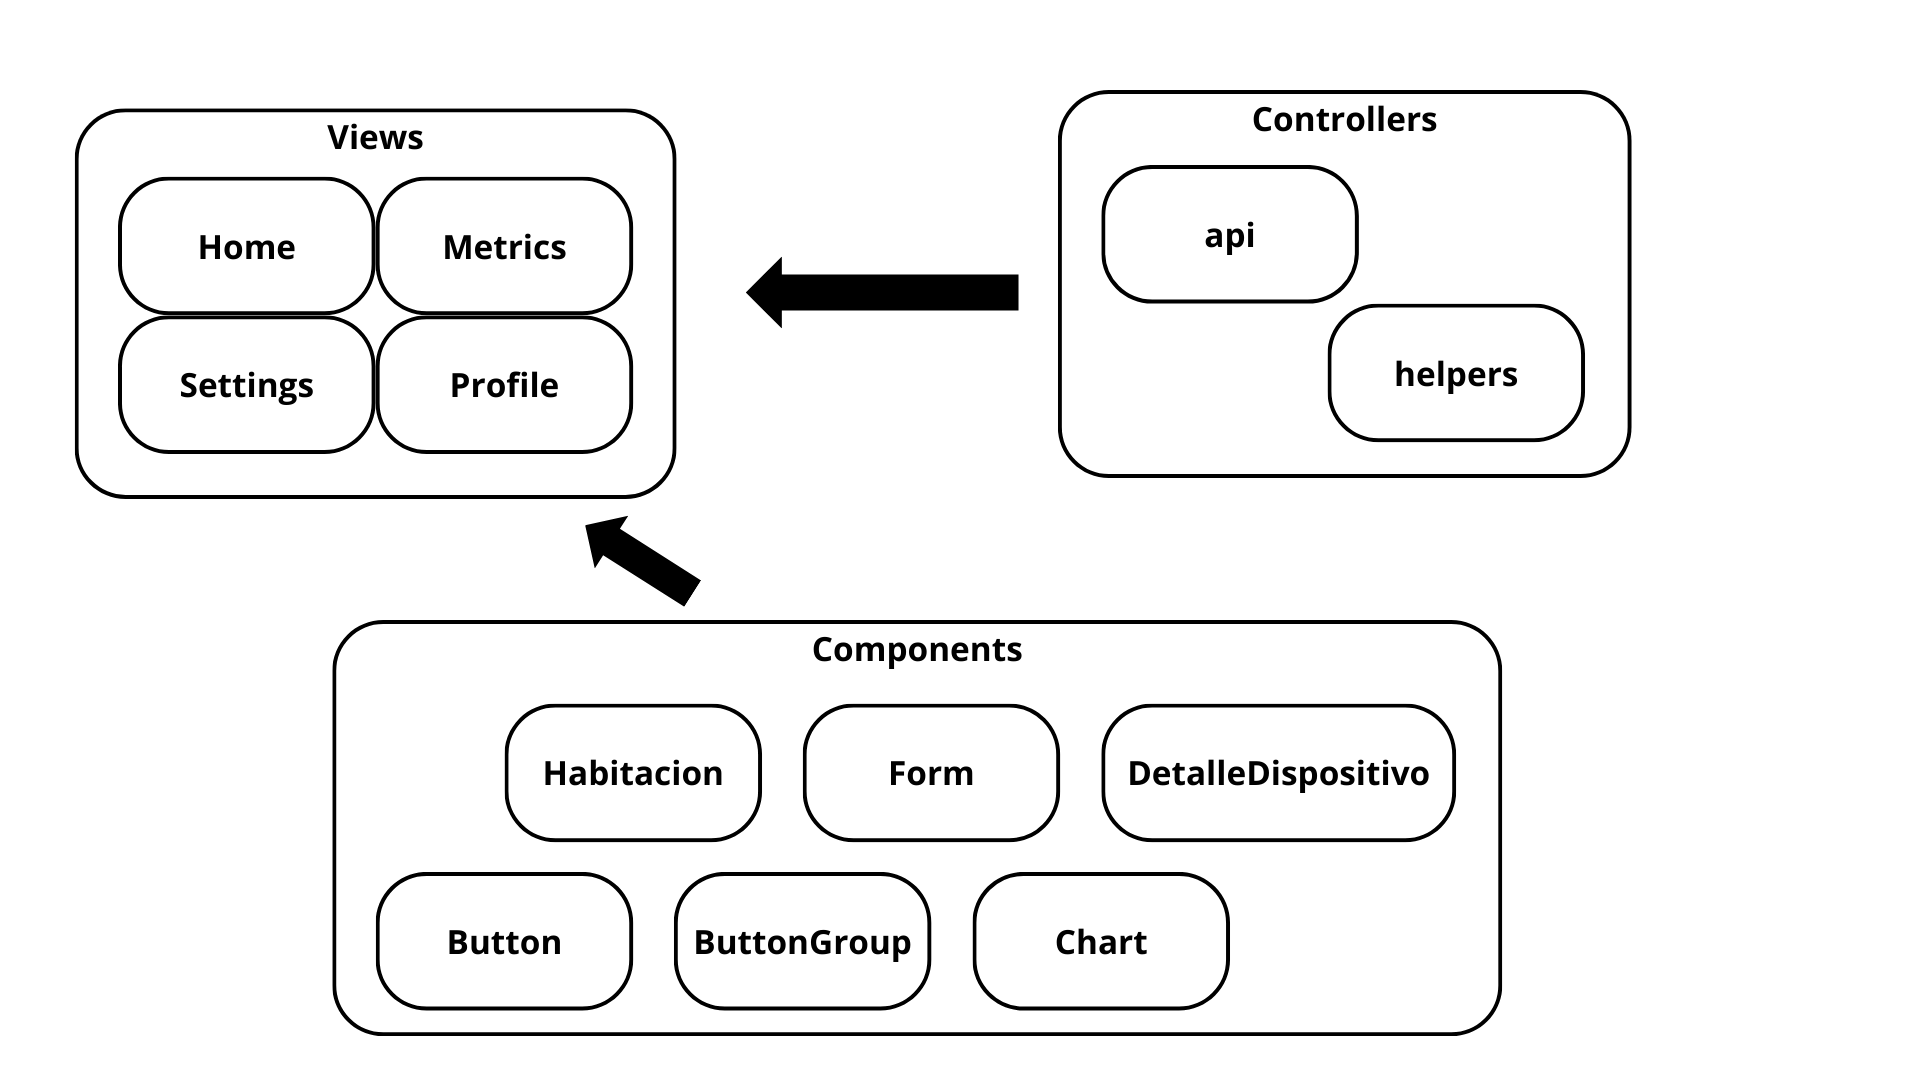 Views
Home
Metrics
Settings
Profile
Controllers
api
helpers
Components
Habitacion
Form
DetalleDispositivo
Button
ButtonGroup
Chart